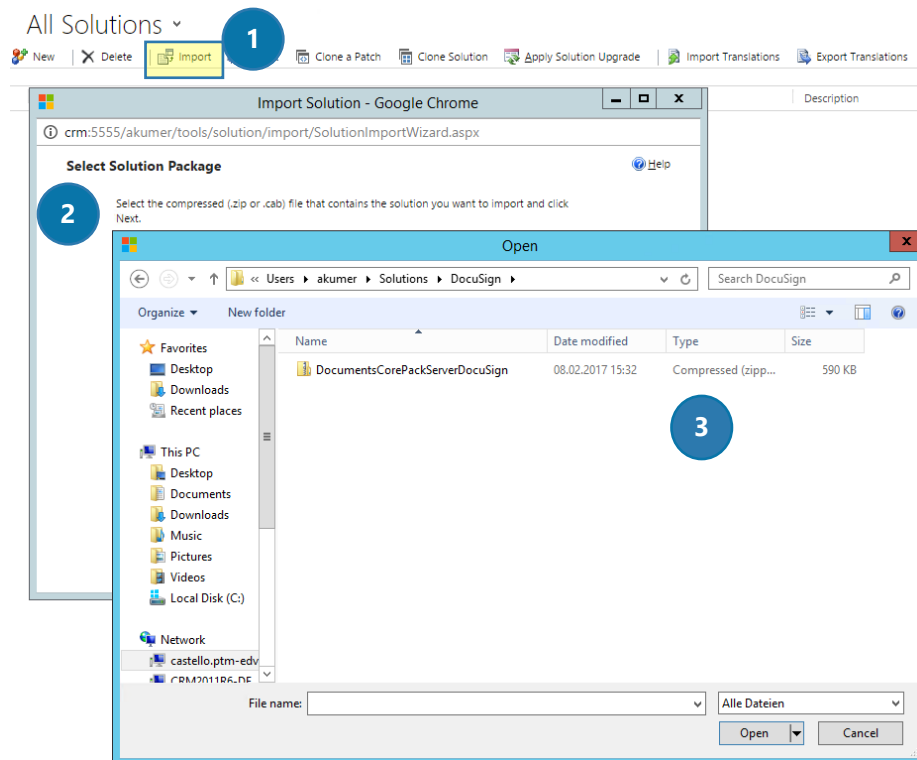 All Solutions
1
New Delete Import Clone a Patch Clone Solution Apply Solution Upgrade Import Translations Export Translations
Description
Import Solution - Google Chrome
crm:5555/akumer/tools/solution/import/SolutionImportWizard.aspx
Select Solution Package Help
2
Select the compressed (.zip or .cab) file that contains the solution you want to import and click
Next.
Open
« Users akumer Solutions DocuSign Search DocuSign
Organize New folder
Name Date modified Type Size
Favorites
DocumentsCorePackServerDocuSign 08.02.2017 15:32 Compressed (zipp... 590 KB
Desktop
Downloads
Recent places
3
This PC
Desktop
Documents
Downloads
Music
Pictures
Videos
Local Disk (C:)
Network
castello.ptm-edv
CRM2011R6-DE
File name: Alle Dateien
Open Cancel